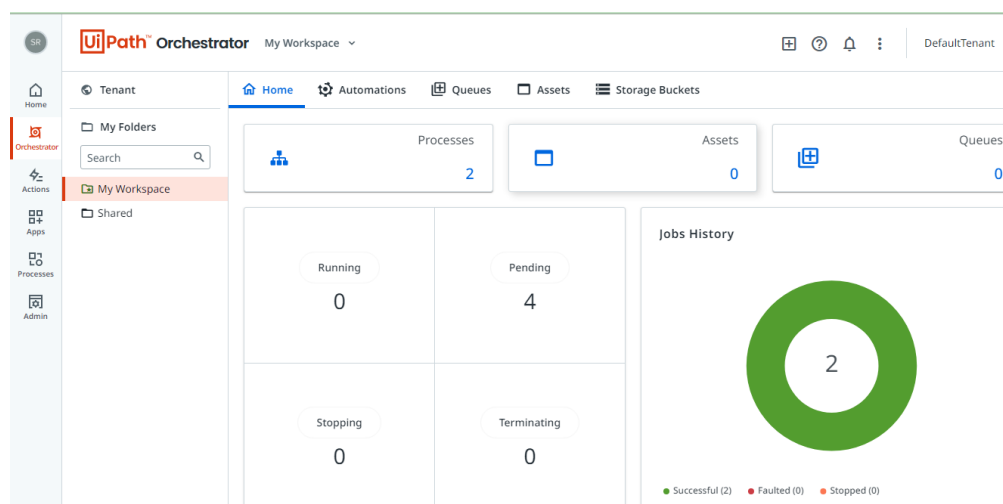 SR
UiPath™ Orchestrator
My Workspace
DefaultTenant
Home
Orchestrator
Actions
Apps
Processes
Admin
Tenant
My Folders
Search
My Workspace
Shared
Home
Automations
Queues
Assets
Storage Buckets
Processes
2
Assets
0
Queues
0
Running
0
Pending
4
Stopping
0
Terminating
0
Jobs History
2
Successful (2) Faulted (0) Stopped (0)